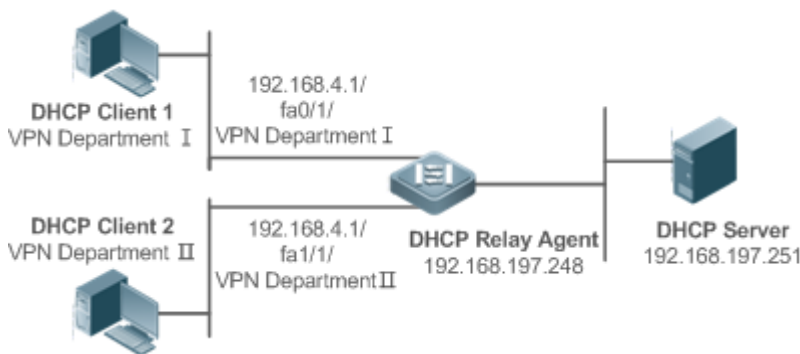 DHCP Client 1
VPN Department Ⅰ
192.168.4.1/
fa0/1/
VPN Department Ⅰ
DHCP Client 2
VPN Department Ⅱ
192.168.4.1/
fa1/1/
VPN Department Ⅱ
DHCP Relay Agent
192.168.197.248
DHCP Server
192.168.197.251